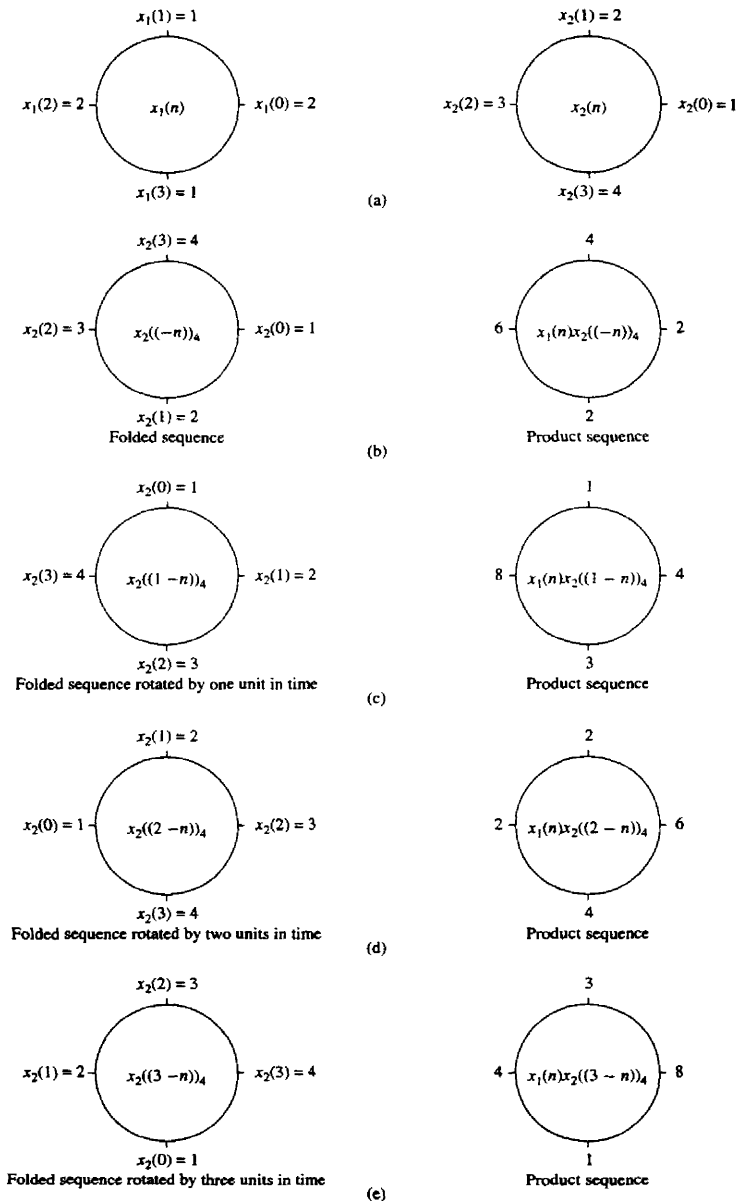 x₁(1) = 1
x₂(1) = 2
x₁(2) = 2
x₁(n)
x₁(0) = 2
x₂(2) = 3
x₂(n)
x₂(0) = 1
x₁(3) = 1
x₂(3) = 4
(a)
x₂(3) = 4
4
x₂(2) = 3
x₂((−n))₄
x₂(0) = 1
6
x₁(n)x₂((−n))₄
2
x₂(1) = 2
2
Folded sequence
Product sequence
(b)
x₂(0) = 1
1
x₂(3) = 4
x₂((1 − n))₄
x₂(1) = 2
8
x₁(n)x₂((1 − n))₄
4
x₂(2) = 3
3
Folded sequence rotated by one unit in time
Product sequence
(c)
x₂(1) = 2
2
x₂(0) = 1
x₂((2 − n))₄
x₂(2) = 3
2
x₁(n)x₂((2 − n))₄
6
x₂(3) = 4
4
Folded sequence rotated by two units in time
Product sequence
(d)
x₂(2) = 3
3
x₂(1) = 2
x₂((3 − n))₄
x₂(3) = 4
4
x₁(n)x₂((3 − n))₄
8
x₂(0) = 1
1
Folded sequence rotated by three units in time
Product sequence
(e)